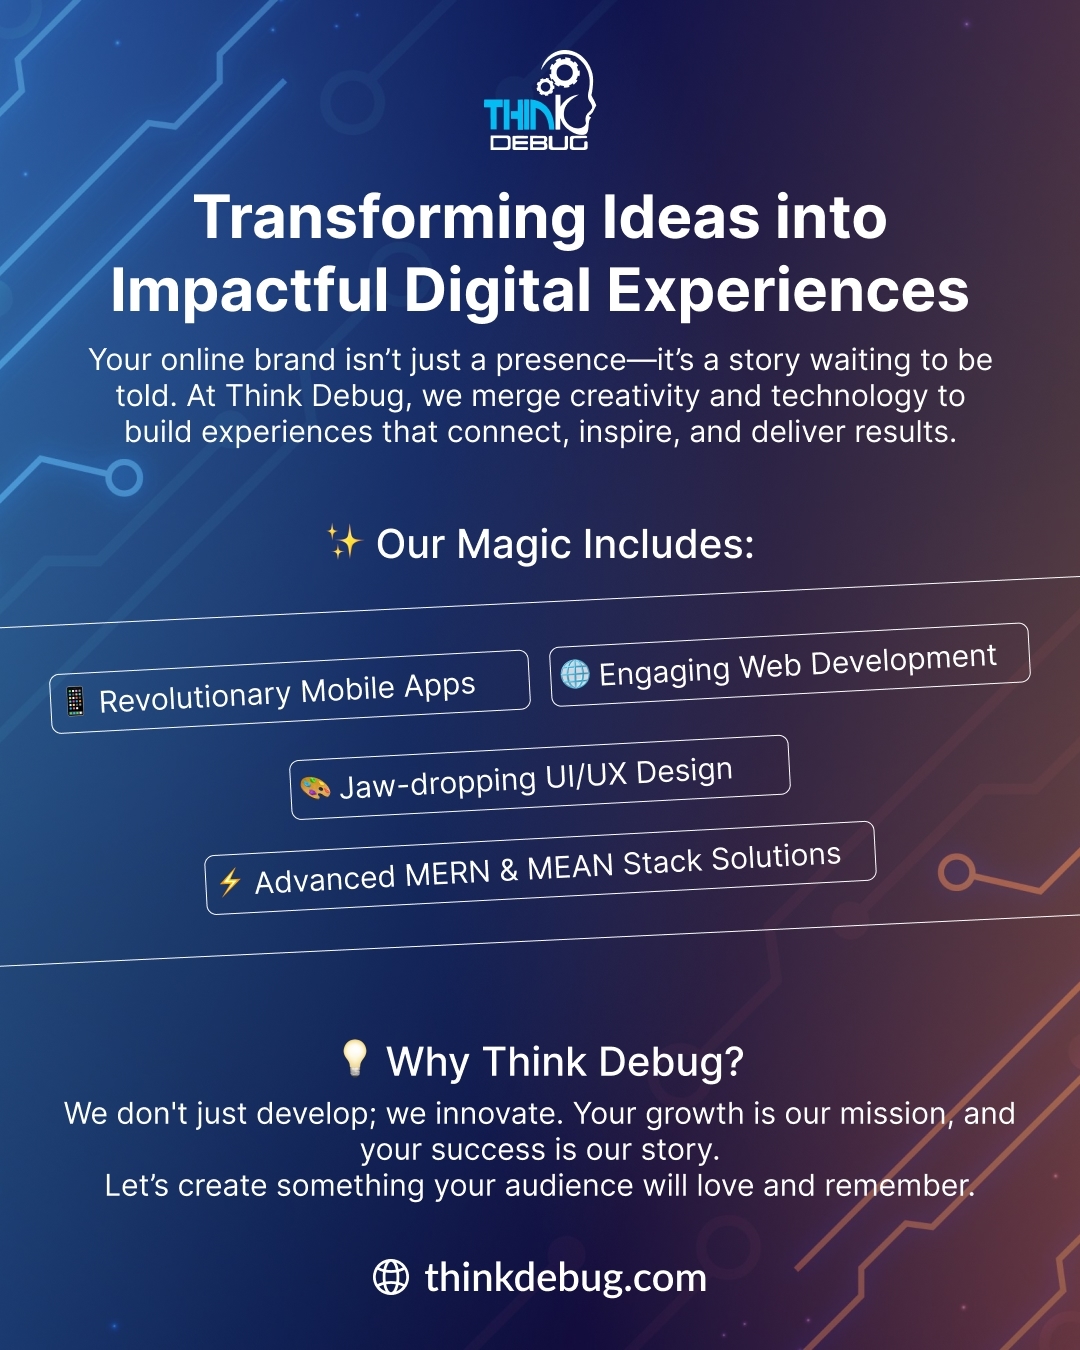 THINK
DEBUG
Transforming Ideas into
Impactful Digital Experiences
Your online brand isn’t just a presence—it’s a story waiting to be
told. At Think Debug, we merge creativity and technology to
build experiences that connect, inspire, and deliver results.
✨ Our Magic Includes:
📱 Revolutionary Mobile Apps
🌐 Engaging Web Development
🎨 Jaw-dropping UI/UX Design
⚡ Advanced MERN & MEAN Stack Solutions
💡 Why Think Debug?
We don't just develop; we innovate. Your growth is our mission, and
your success is our story.
Let’s create something your audience will love and remember.
thinkdebug.com